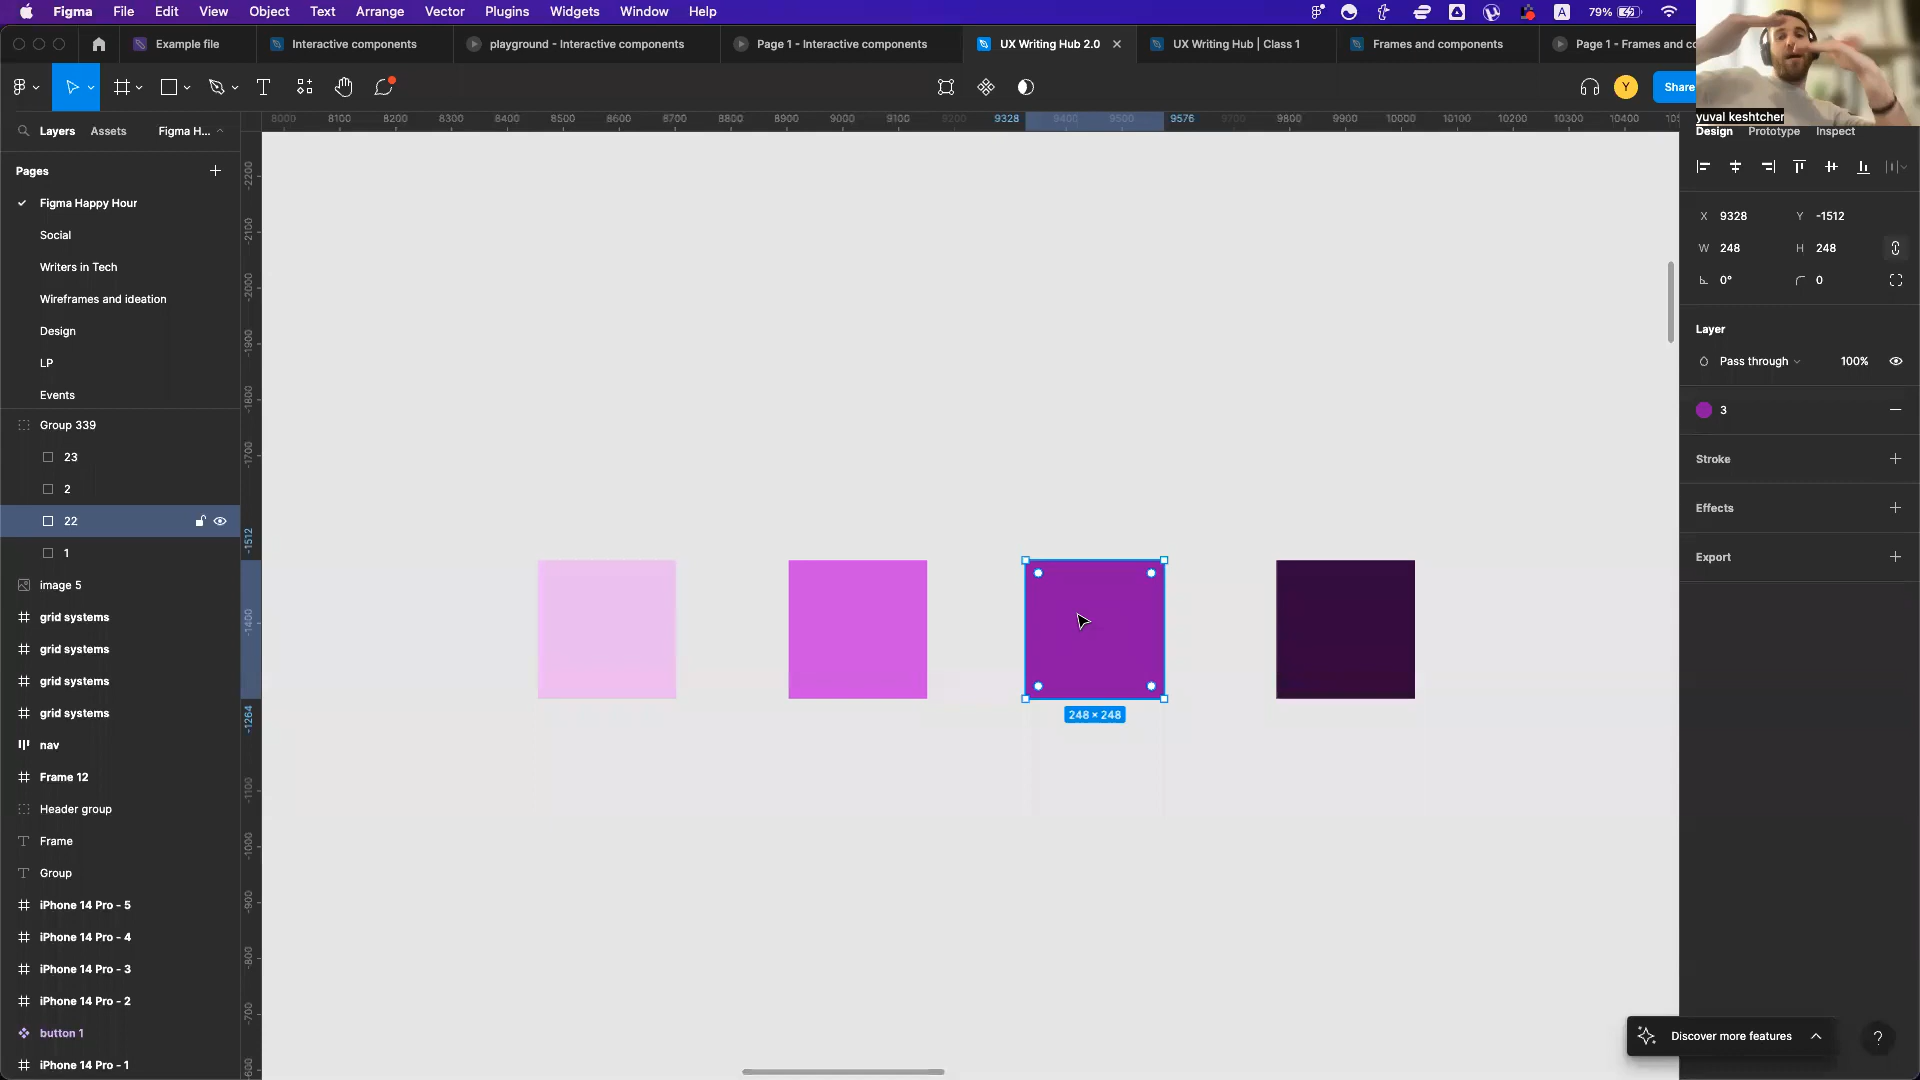 Figma File Edit View Object Text Arrange Vector Plugins Widgets Window Help
A 79%
Example file
Interactive components
playground - Interactive components
Page 1 - Interactive components
UX Writing Hub 2.0
UX Writing Hub | Class 1
Frames and components
Page 1 - Frames and co
Y
Share
yuval keshtcher
Layers Assets Figma H...
8000 8100 8200 8300 8400 8500 8600 8700 8800 8900 9000 9100 9200 9328 9400 9500 9576 9700 9800 9900 10000 10100 10200 10300 10400
Design Prototype Inspect
Pages
Figma Happy Hour
Social
Writers in Tech
Wireframes and ideation
Design
LP
Events
Group 339
23
2
22
1
image 5
grid systems
grid systems
grid systems
grid systems
nav
Frame 12
Header group
Frame
Group
iPhone 14 Pro - 5
iPhone 14 Pro - 4
iPhone 14 Pro - 3
iPhone 14 Pro - 2
button 1
iPhone 14 Pro - 1
-2200
-2100
-2000
-1900
-1800
-1700
-1512
-1400
-1264
-1100
-1000
-900
-800
-700
-600
248 × 248
X 9328 Y -1512
W 248 H 248
0° 0
Layer
Pass through 100%
3
Stroke
Effects
Export
Discover more features
?